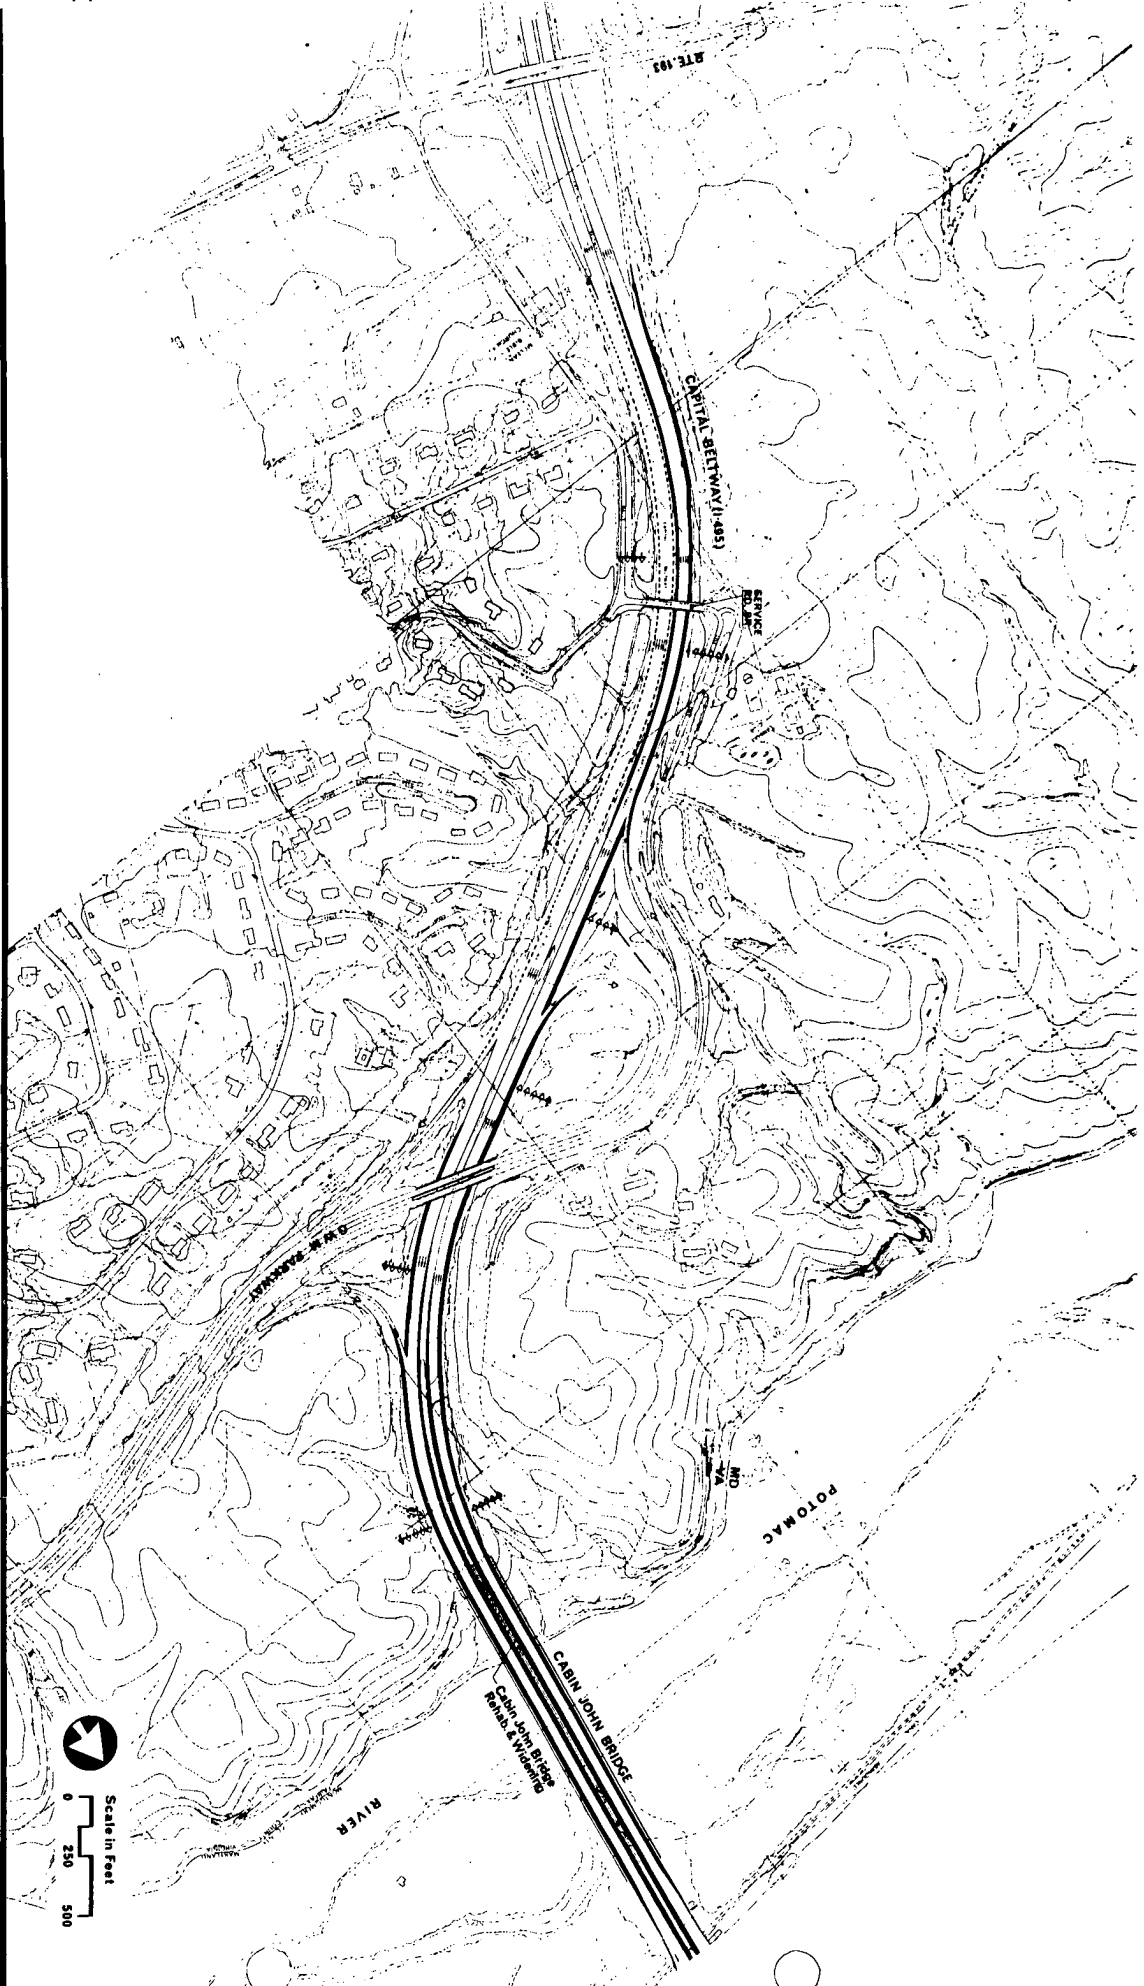 RTE. 193
CAPITAL BELTWAY (I-495)
SERVICE
RD. BR.
G W M PARKWAY
MD
VA
POTOMAC
RIVER
CABIN JOHN BRIDGE
Cabin John Bridge
Rehab. & Widening
Scale in Feet
0 250 500